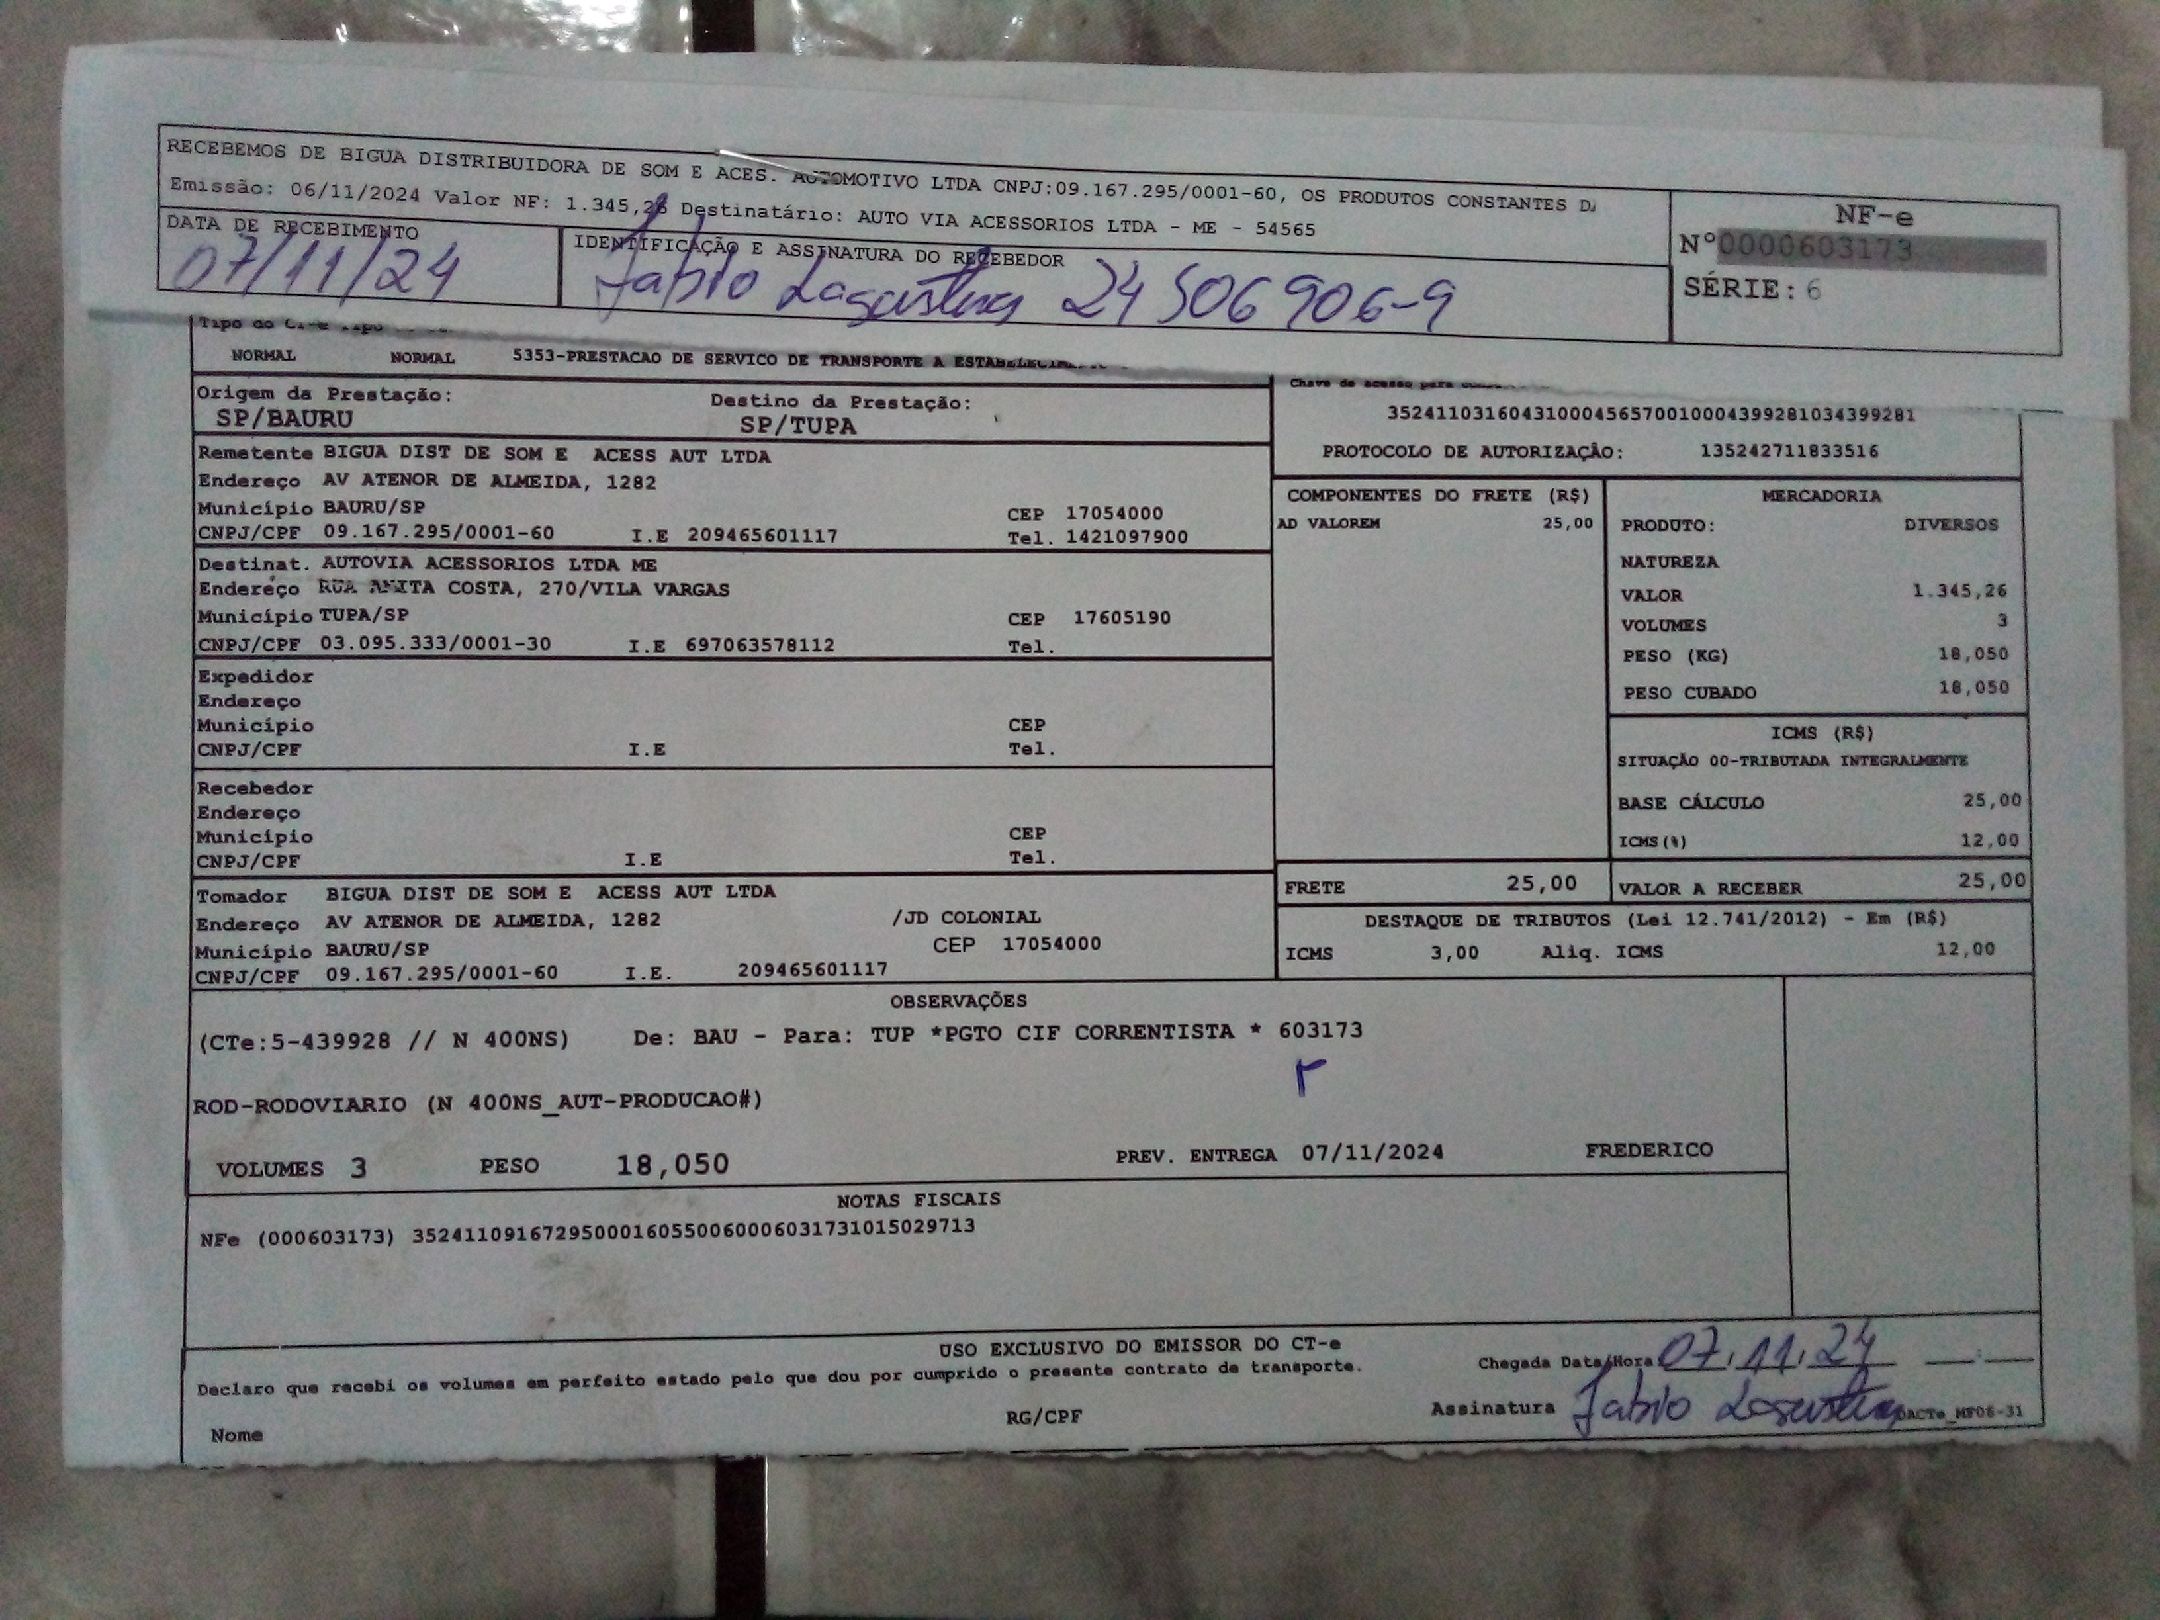 RECEBEMOS DE BIGUA DISTRIBUIDORA DE SOM E ACES. AUTOMOTIVO LTDA CNPJ:09.167.295/0001-60, OS PRODUTOS CONSTANTES
Emissão: 06/11/2024 Valor NF: 1.345,26 Destinatário: AUTO VIA ACESSORIOS LTDA - ME - 54565
DATA DE RECEBIMENTO
07/11/24
IDENTIFICAÇÃO E ASSINATURA DO RECEBEDOR
Fabio 24 506 906-9
NF-e
Nº0000603173
SÉRIE: 6
NORMAL NORMAL 5353-PRESTACAO DE SERVICO DE TRANSPORTE A
Origem da Prestação: Destino da Prestação:
SP/BAURU SP/TUPA
Chave de acesso para
35241103160431000456570010004399281034399281
PROTOCOLO DE AUTORIZAÇÂO: 135242711833516
Remetente BIGUA DIST DE SOM E ACESS AUT LTDA
Endereço AV ATENOR DE ALMEIDA, 1282
Município BAURU/SP CEP 17054000
CNPJ/CPF 09.167.295/0001-60 I.E 209465601117 Tel. 1421097900
Destinat. AUTOVIA ACESSORIOS LTDA ME
Endereço RUA ANITA COSTA, 270/VILA VARGAS
Município TUPA/SP CEP 17605190
CNPJ/CPF 03.095.333/0001-30 I.E 697063578112 Tel.
Expedidor
Endereço
Município CEP
CNPJ/CPF I.E Tel.
Recebedor
Endereço
Município CEP
CNPJ/CPF I.E Tel.
Tomador BIGUA DIST DE SOM E ACESS AUT LTDA
Endereço AV ATENOR DE ALMEIDA, 1282 /JD COLONIAL
Município BAURU/SP CEP 17054000
CNPJ/CPF 09.167.295/0001-60 I.E. 209465601117
COMPONENTES DO FRETE (R$)
AD VALOREM 25,00
MERCADORIA
PRODUTO: DIVERSOS
NATUREZA
VALOR 1.345,26
VOLUMES 3
PESO (KG) 18,050
PESO CUBADO 18,050
ICMS (R$)
SITUAÇÃO 00-TRIBUTADA INTEGRALMENTE
BASE CÁLCULO 25,00
ICMS(%) 12,00
FRETE 25,00 VALOR A RECEBER 25,00
DESTAQUE DE TRIBUTOS (Lei 12.741/2012) - Em (R$)
ICMS 3,00 Aliq. ICMS 12,00
OBSERVAÇÕES
(CTe:5-439928 // N 400NS) De: BAU - Para: TUP *PGTO CIF CORRENTISTA * 603173
ROD-RODOVIARIO (N 400NS_AUT-PRODUCAO#)
VOLUMES 3 PESO 18,050 PREV. ENTREGA 07/11/2024 FREDERICO
NOTAS FISCAIS
NFe (000603173) 35241109167295000160550060006031731015029713
USO EXCLUSIVO DO EMISSOR DO CT-e
Declaro que recebi os volumes em perfeito estado pelo que dou por cumprido o presente contrato de transporte.
Chegada Data/Hora 07.11.24
Nome RG/CPF Assinatura Fabio
DACTe_MF06-31